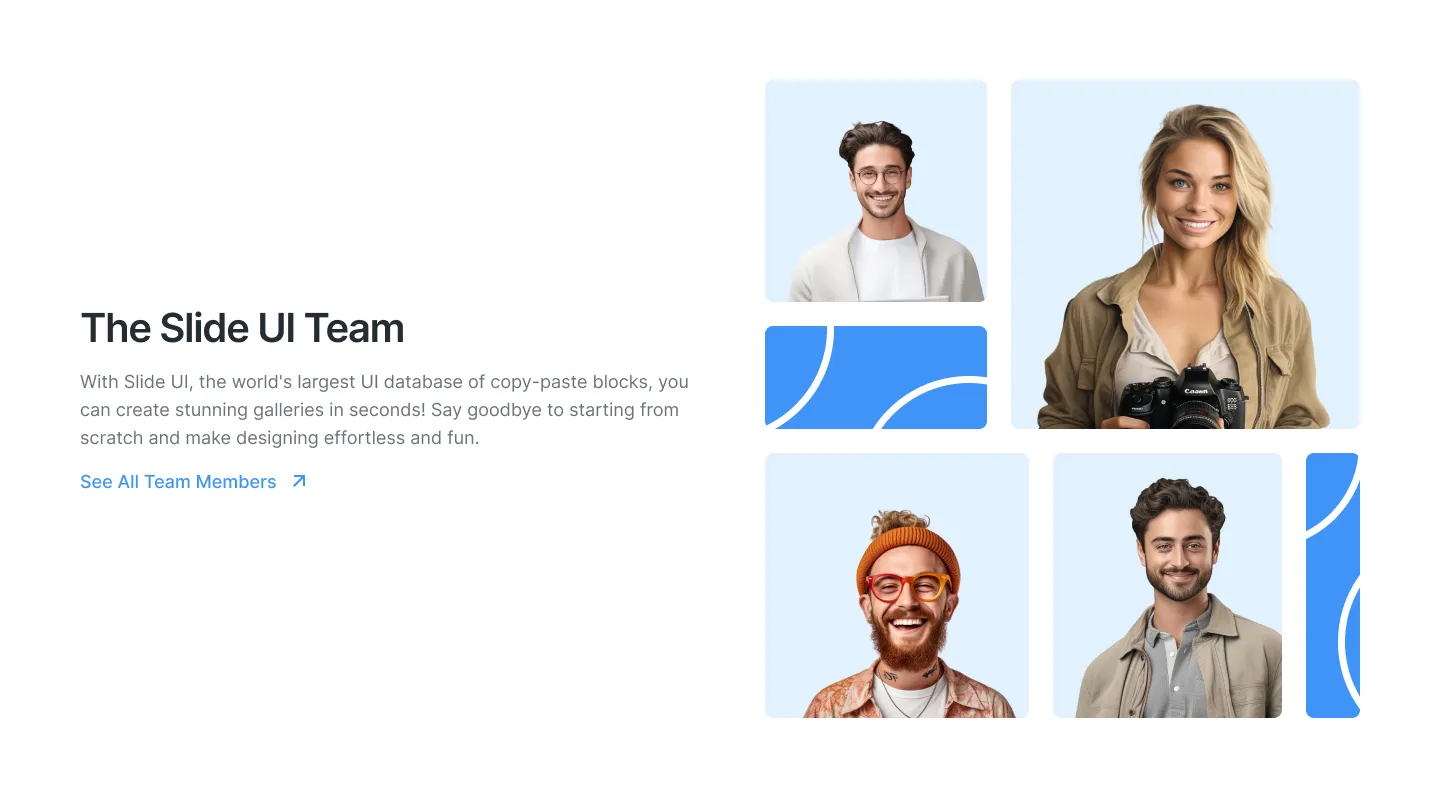 The Slide UI Team
With Slide UI, the world's largest UI database of copy-paste blocks, you
can create stunning galleries in seconds! Say goodbye to starting from
scratch and make designing effortless and fun.
See All Team Members
Canon
EOS